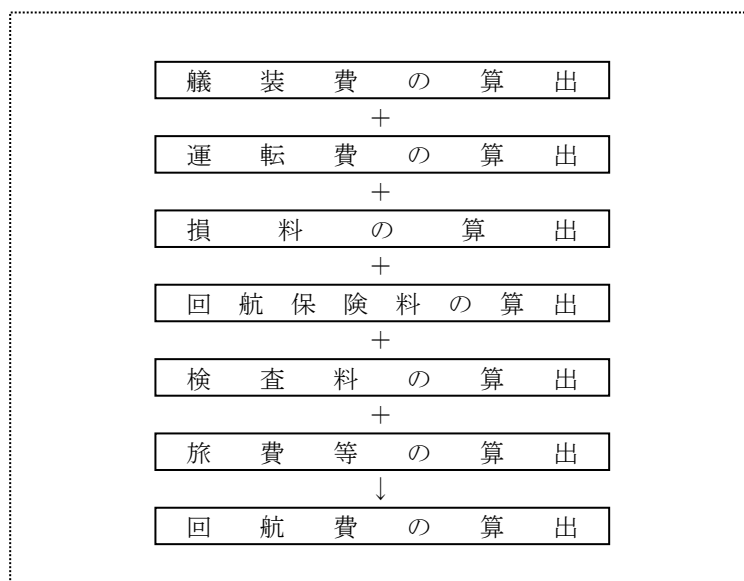 艤装費の算出
＋
運転費の算出
＋
損料の算出
＋
回航保険料の算出
＋
検査料の算出
＋
旅費等の算出
↓
回航費の算出